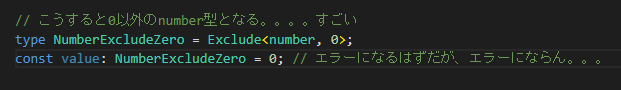 // こうすると0以外のnumber型となる。。。。すごい
type NumberExcludeZero = Exclude<number, 0>;
const value: NumberExcludeZero = 0; // エラーになるはずだが、エラーにならん。。。